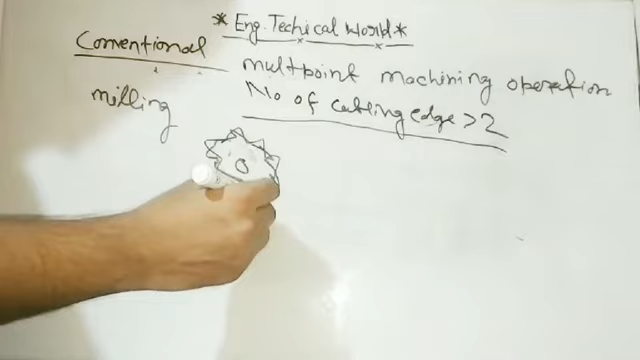 *Eng. Techical World*
Conventional
milling
multpoint machining operation
No of cutting edge >2